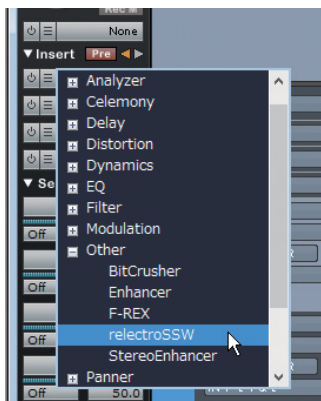 Rec M
None
Insert Pre
Analyzer
Celemony
Delay
Distortion
Dynamics
EQ
Filter
Modulation
Other
BitCrusher
Enhancer
F-REX
relectroSSW
StereoEnhancer
Panner
Se
Off
Off
Off
Off 50.0